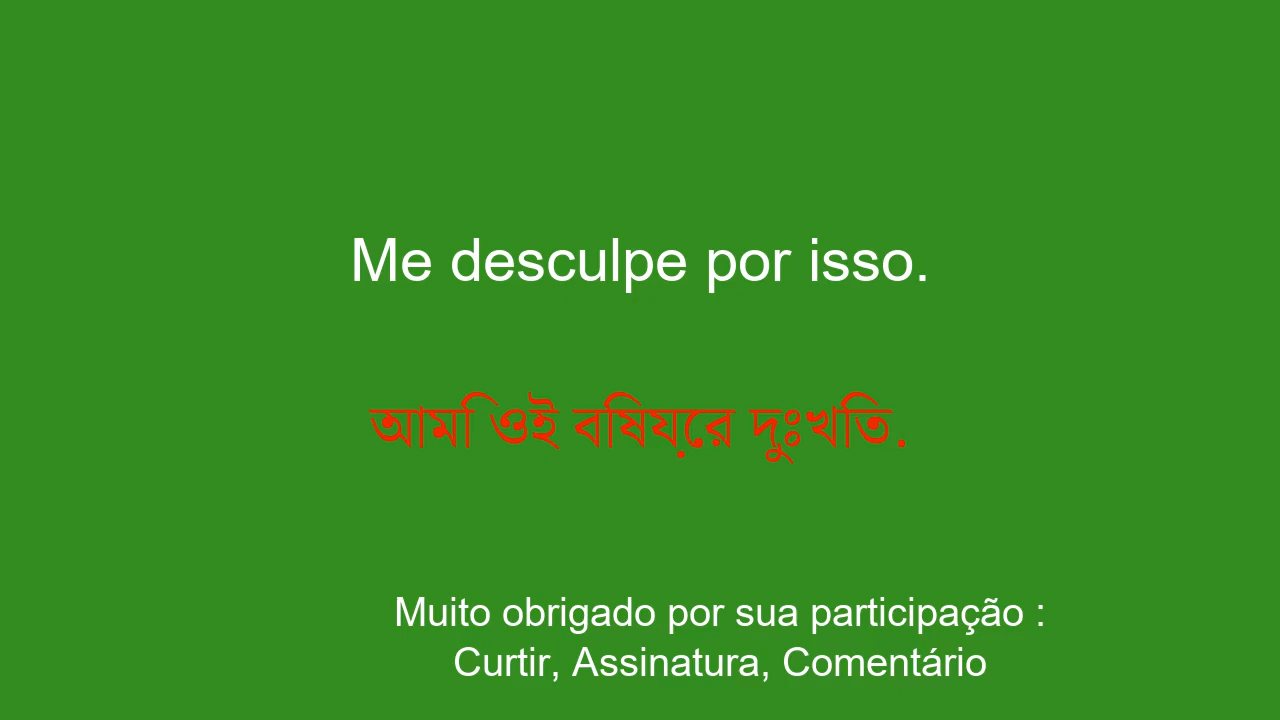 Me desculpe por isso.
আমি ওই বিষয়ে দুঃখিত.
Muito obrigado por sua participação :
Curtir, Assinatura, Comentário